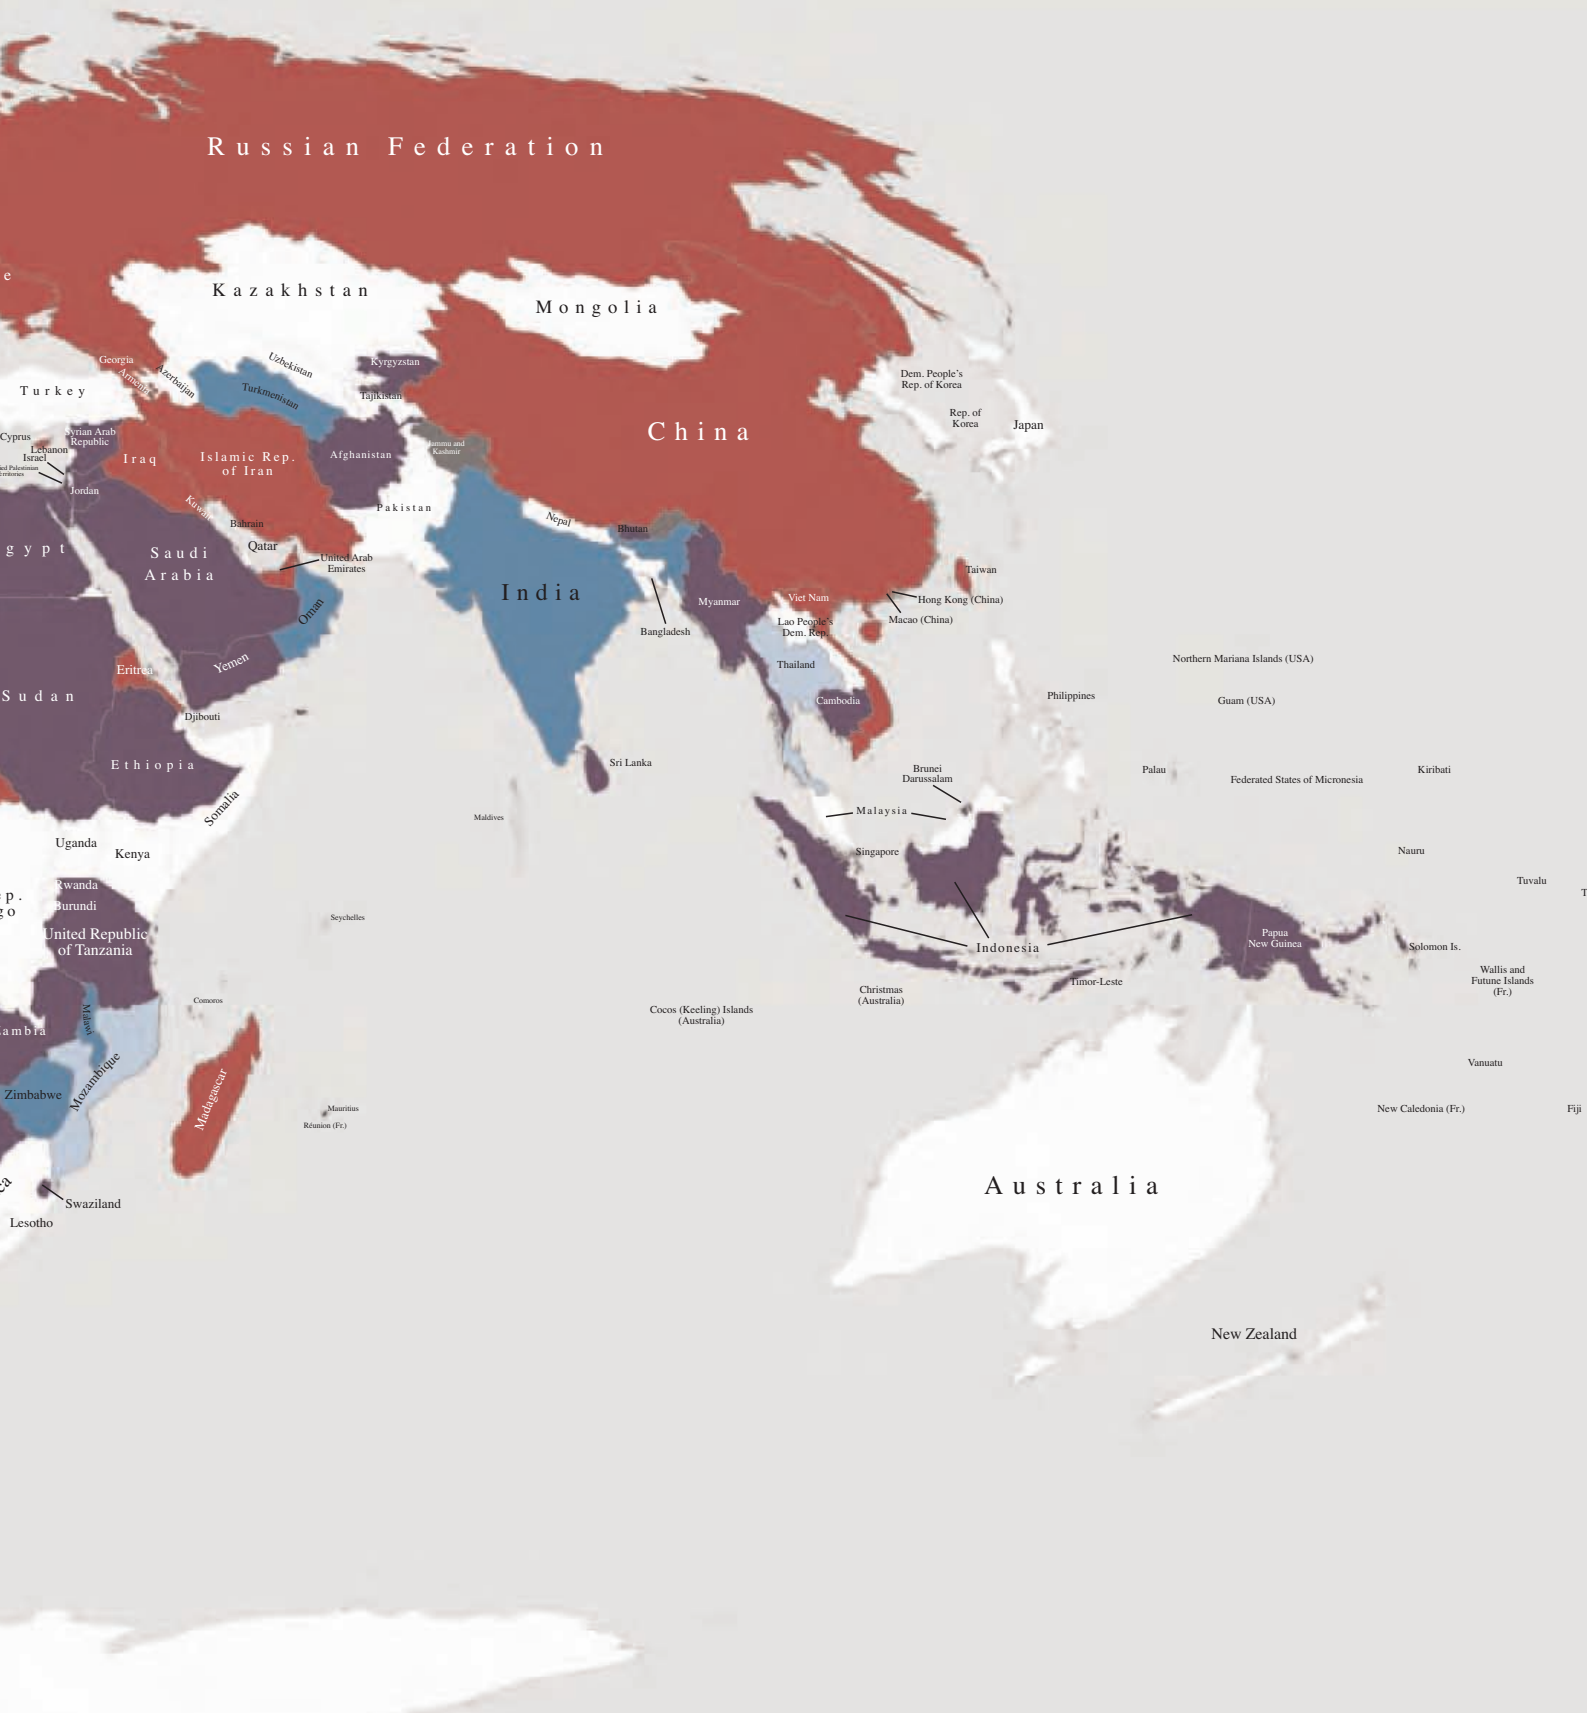 Russian Federation
e
Kazakhstan
Mongolia
Georgia
Armenia
Azerbaijan
Uzbekistan
Kyrgyzstan
Turkmenistan
Tajikistan
Turkey
Dem. People's
Rep. of Korea
Rep. of
Korea
Japan
China
Cyprus
Syrian Arab
Republic
Lebanon
Israel
Iraq
Islamic Rep.
of Iran
Afghanistan
Jammu and
Kashmir
ied Palestinian
Territories
Jordan
Kuwait
Pakistan
Nepal
Bhutan
Bahrain
Qatar
United Arab
Emirates
gypt
Saudi
Arabia
Oman
India
Bangladesh
Myanmar
Viet Nam
Lao People's
Dem. Rep.
Taiwan
Hong Kong (China)
Macao (China)
Thailand
Cambodia
Philippines
Northern Mariana Islands (USA)
Guam (USA)
Eritrea
Yemen
Sudan
Djibouti
Ethiopia
Somalia
Sri Lanka
Maldives
Brunei
Darussalam
Malaysia
Singapore
Palau
Federated States of Micronesia
Kiribati
Nauru
Tuvalu
T
Uganda
Kenya
Rwanda
Burundi
ep.
go
United Republic
of Tanzania
Seychelles
Indonesia
Papua
New Guinea
Solomon Is.
Timor-Leste
Wallis and
Futune Islands
(Fr.)
Christmas
(Australia)
Cocos (Keeling) Islands
(Australia)
Comoros
Zambia
Malawi
Mozambique
Zimbabwe
Madagascar
Mauritius
Réunion (Fr.)
Vanuatu
New Caledonia (Fr.)
Fiji
ca
Swaziland
Lesotho
Australia
New Zealand